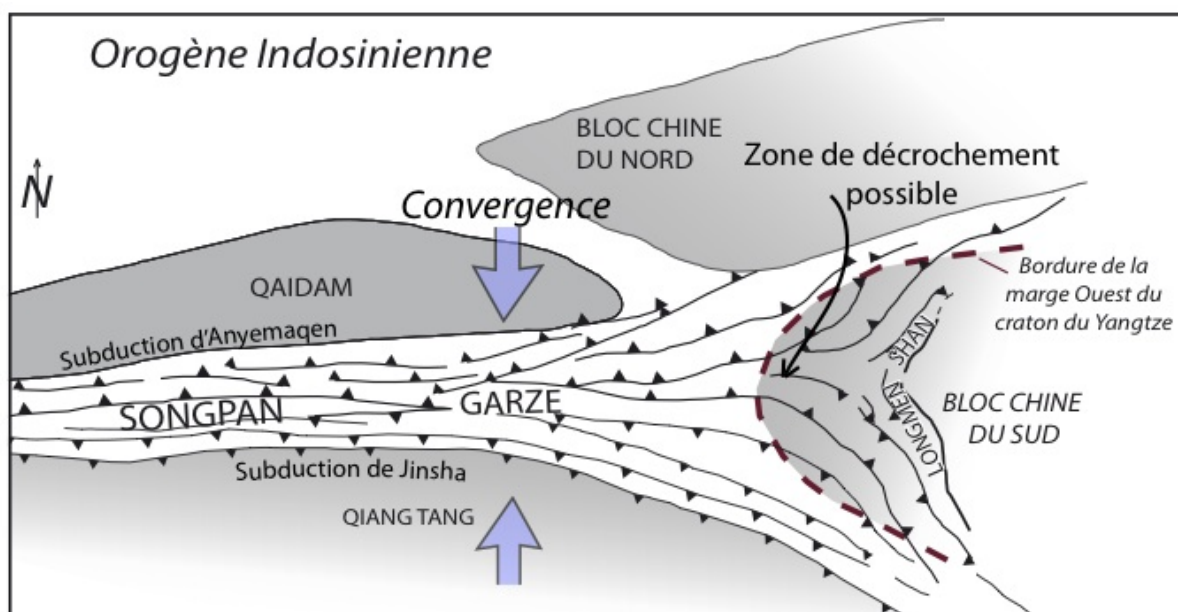 Orogène Indosinienne
BLOC CHINE
DU NORD
Zone de décrochement
possible
N
Convergence
QAIDAM
Bordure de la
marge Ouest du
craton du Yangtze
Subduction d'Anyemaqen
SHAN
SONGPAN
GARZE
LONGMEN
BLOC CHINE
DU SUD
Subduction de Jinsha
QIANG TANG